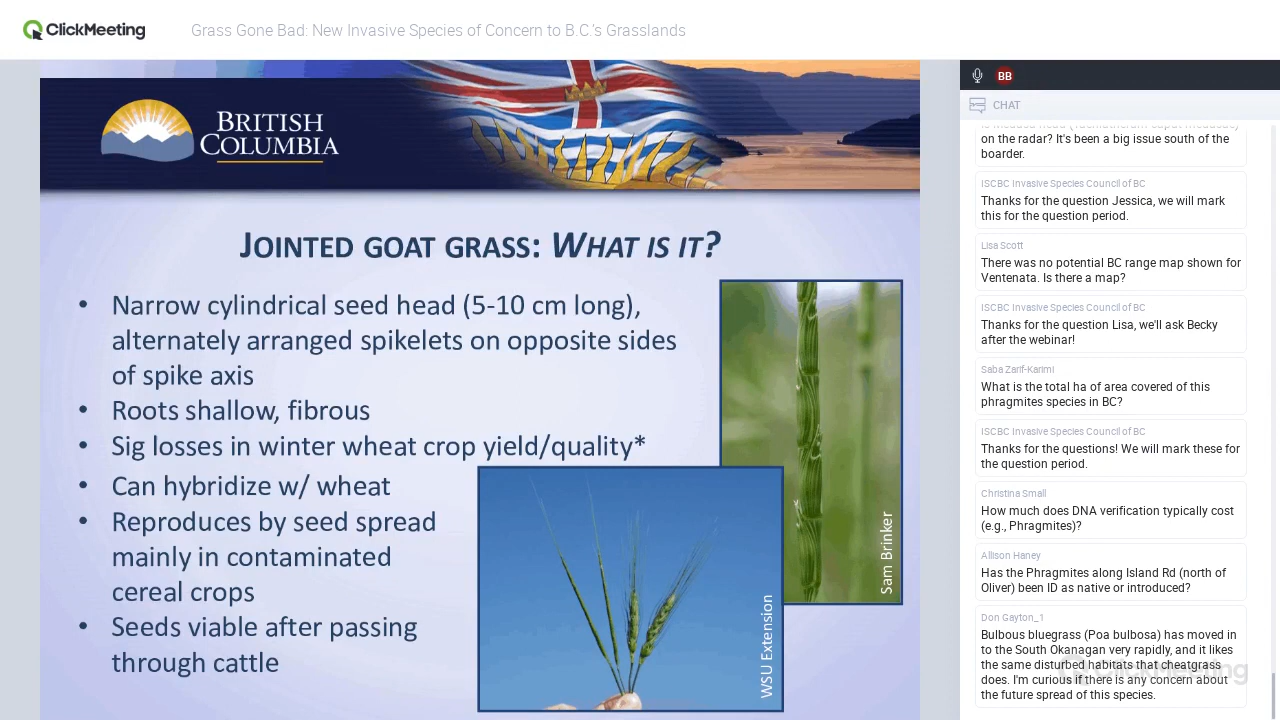 ClickMeeting
Grass Gone Bad: New Invasive Species of Concern to B.C.'s Grasslands
BRITISH
COLUMBIA
JOINTED GOAT GRASS: WHAT IS IT?
• Narrow cylindrical seed head (5-10 cm long),
alternately arranged spikelets on opposite sides
of spike axis
• Roots shallow, fibrous
• Sig losses in winter wheat crop yield/quality*
• Can hybridize w/ wheat
• Reproduces by seed spread
mainly in contaminated
cereal crops
• Seeds viable after passing
through cattle
Sam Brinker
WSU Extension
BB
CHAT
on the radar? It's been a big issue south of the
boarder.
ISCBC Invasive Species Council of BC
Thanks for the question Jessica, we will mark
this for the question period.
Lisa Scott
There was no potential BC range map shown for
Ventenata. Is there a map?
ISCBC Invasive Species Council of BC
Thanks for the question Lisa, we'll ask Becky
after the webinar!
Saba Zarif-Karimi
What is the total ha of area covered of this
phragmites species in BC?
ISCBC Invasive Species Council of BC
Thanks for the questions! We will mark these for
the question period.
Christina Small
How much does DNA verification typically cost
(e.g., Phragmites)?
Allison Haney
Has the Phragmites along Island Rd (north of
Oliver) been ID as native or introduced?
Don Gayton_1
Bulbous bluegrass (Poa bulbosa) has moved in
to the South Okanagan very rapidly, and it likes
the same disturbed habitats that cheatgrass
does. I'm curious if there is any concern about
the future spread of this species.
ClickMeeting